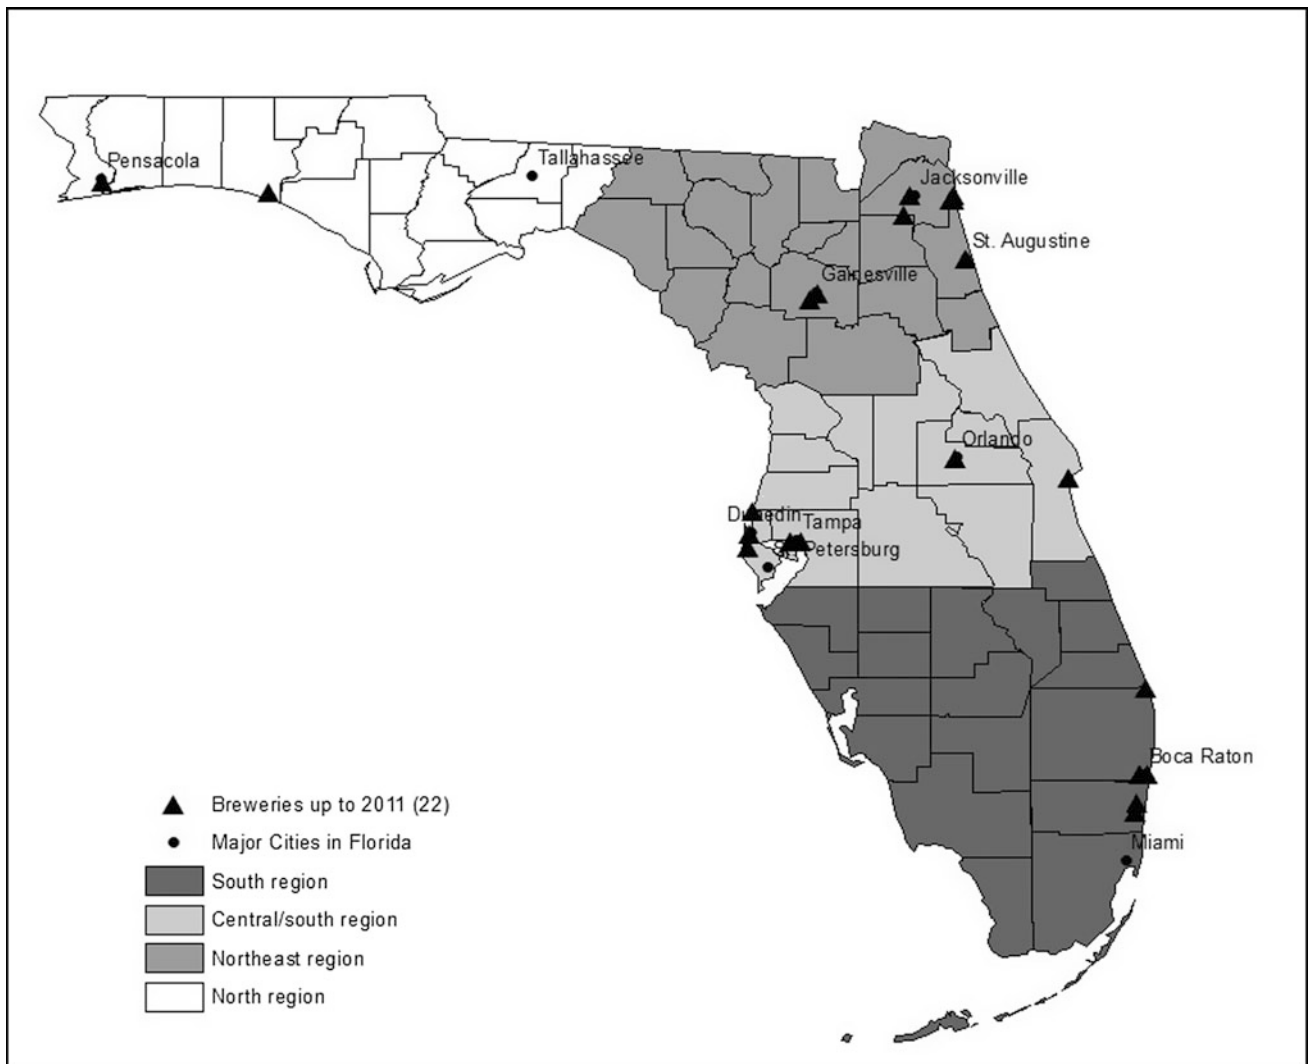 Pensacola
Tallahassee
Jacksonville
St. Augustine
Gainesville
Orlando
Dunedin
Tampa
St. Petersburg
Boca Raton
Miami
Breweries up to 2011 (22)
Major Cities in Florida
South region
Central/south region
Northeast region
North region